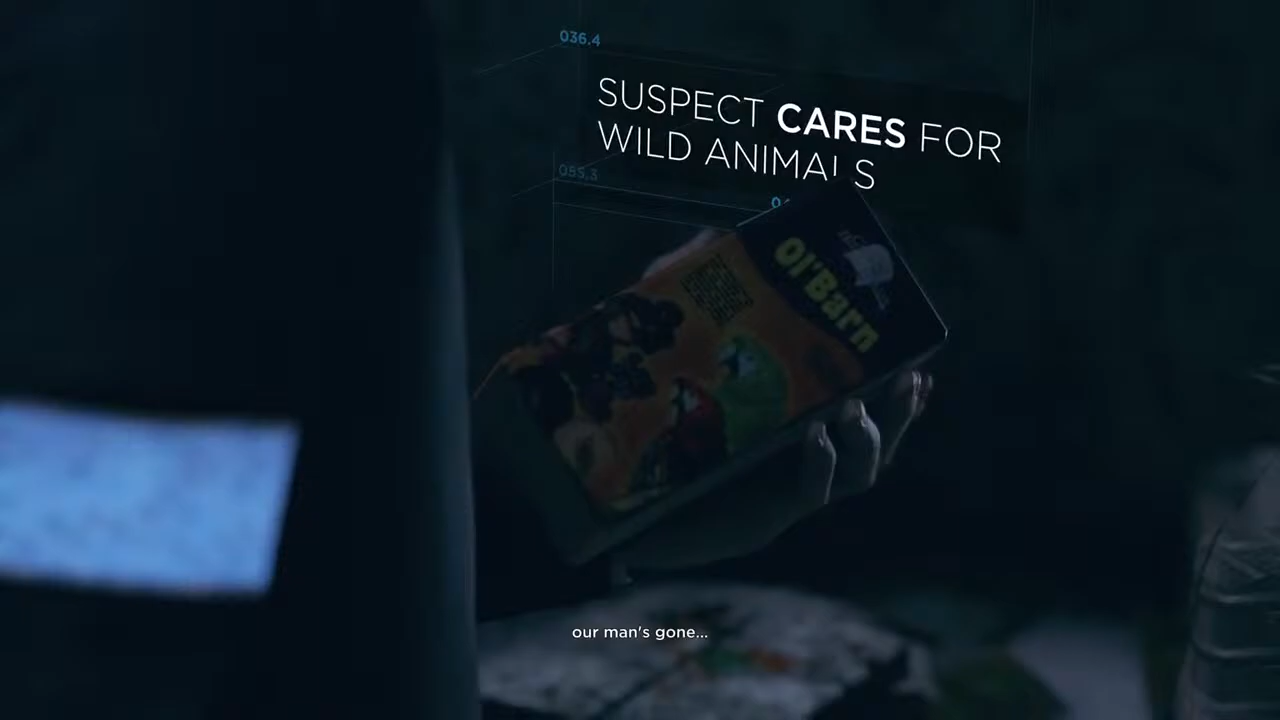 036.4
SUSPECT CARES FOR
WILD ANIMALS
055.3
Ol'Barn
our man's gone...